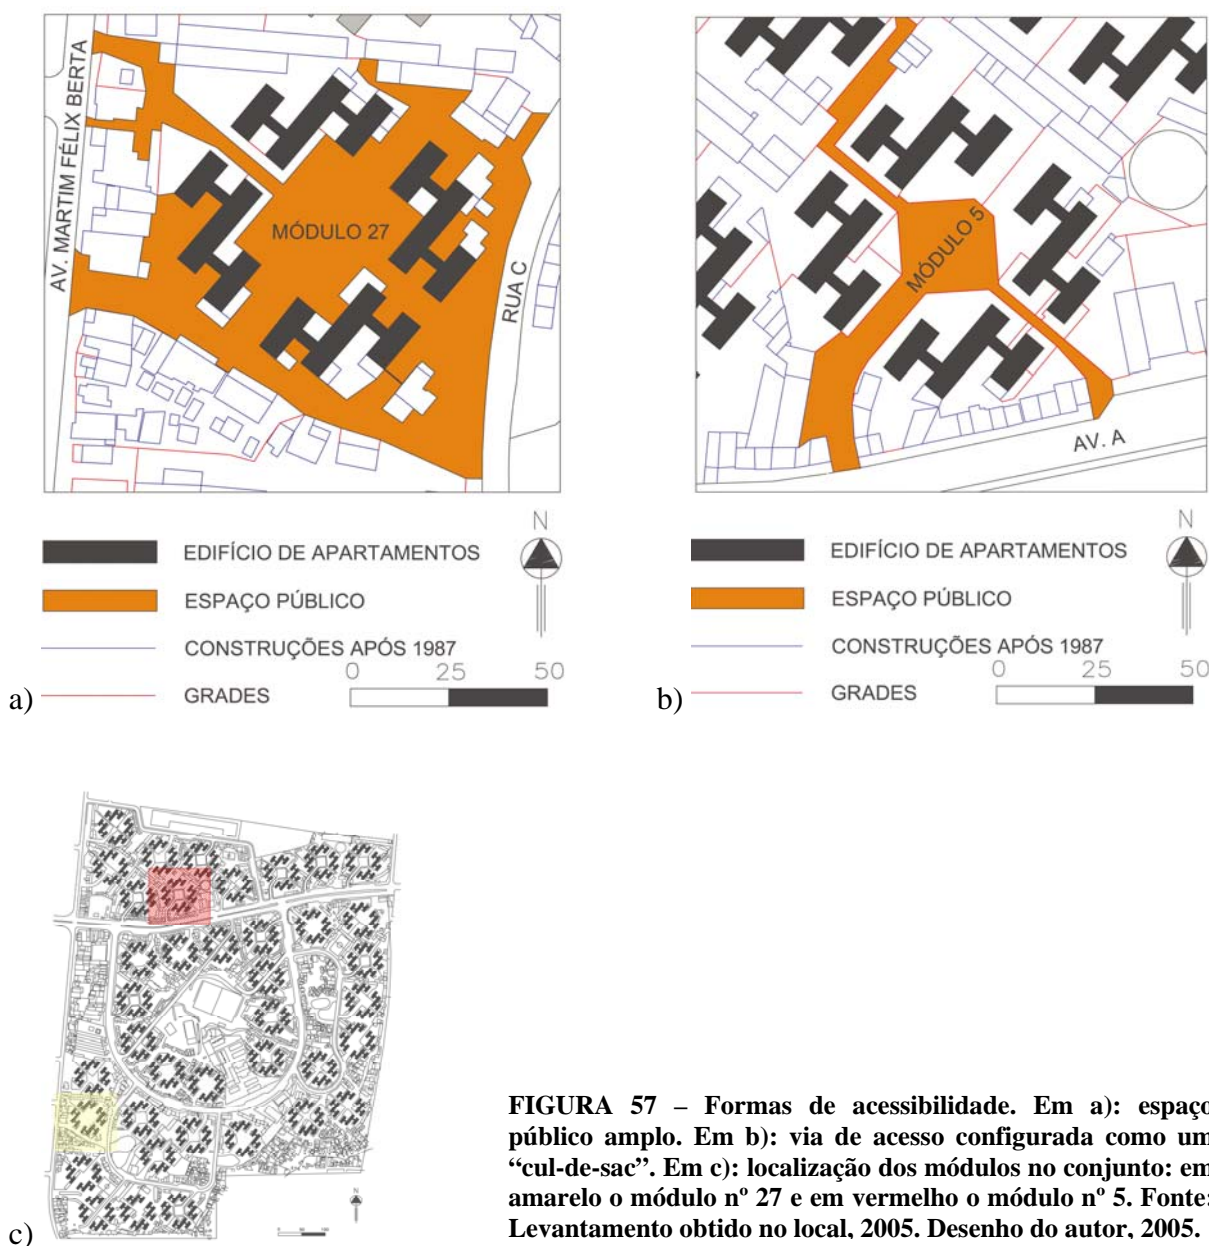 AV. MARTIM FÉLIX BERTA
MÓDULO 27
RUA C
MÓDULO 5
AV. A
N
EDIFÍCIO DE APARTAMENTOS
ESPAÇO PÚBLICO
CONSTRUÇÕES APÓS 1987
0 25 50
GRADES
a)
N
EDIFÍCIO DE APARTAMENTOS
ESPAÇO PÚBLICO
CONSTRUÇÕES APÓS 1987
0 25 50
GRADES
b)
c)
FIGURA 57 – Formas de acessibilidade. Em a): espaço
público amplo. Em b): via de acesso configurada como um
“cul-de-sac”. Em c): localização dos módulos no conjunto: em
amarelo o módulo nº 27 e em vermelho o módulo nº 5. Fonte:
Levantamento obtido no local, 2005. Desenho do autor, 2005.